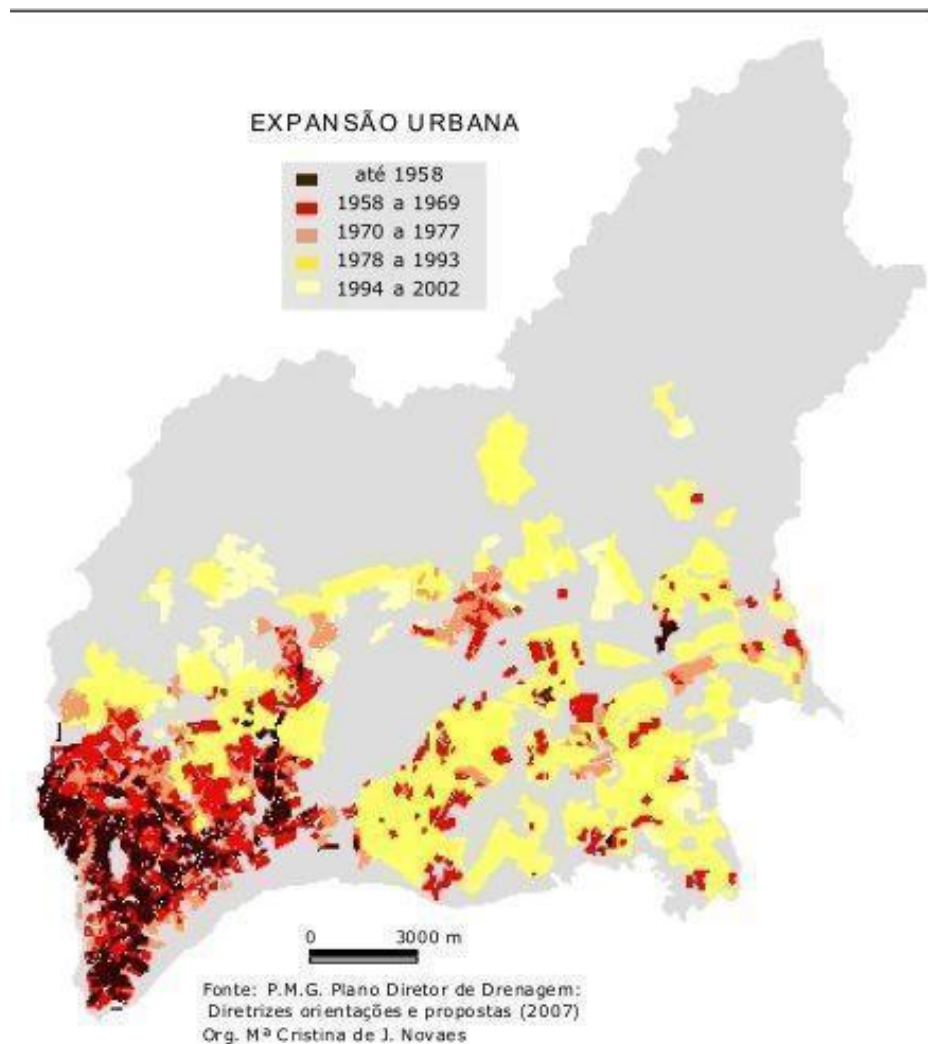 EXPANSÃO URBANA
até 1958
1958 a 1969
1970 a 1977
1978 a 1993
1994 a 2002
0 3000 m
Fonte: P.M.G. Plano Diretor de Drenagem:
Diretrizes orientações e propostas (2007)
Org. Mª Cristina de J. Novaes